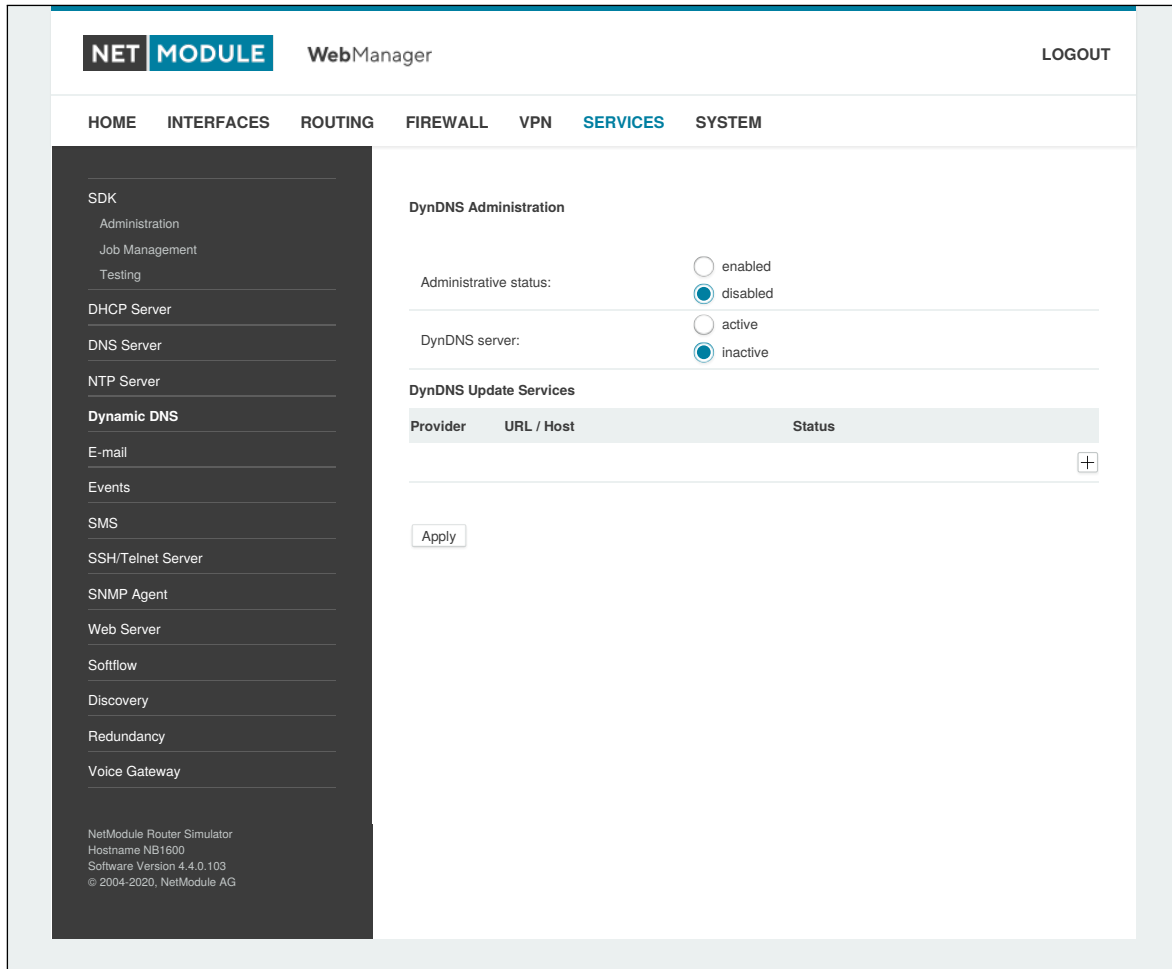 NET MODULE WebManager LOGOUT
HOME INTERFACES ROUTING FIREWALL VPN SERVICES SYSTEM
SDK
Administration
Job Management
Testing
DHCP Server
DNS Server
NTP Server
Dynamic DNS
E-mail
Events
SMS
SSH/Telnet Server
SNMP Agent
Web Server
Softflow
Discovery
Redundancy
Voice Gateway
NetModule Router Simulator
Hostname NB1600
Software Version 4.4.0.103
© 2004-2020, NetModule AG
DynDNS Administration
Administrative status:
enabled
disabled
DynDNS server:
active
inactive
DynDNS Update Services
Provider URL / Host Status
Apply